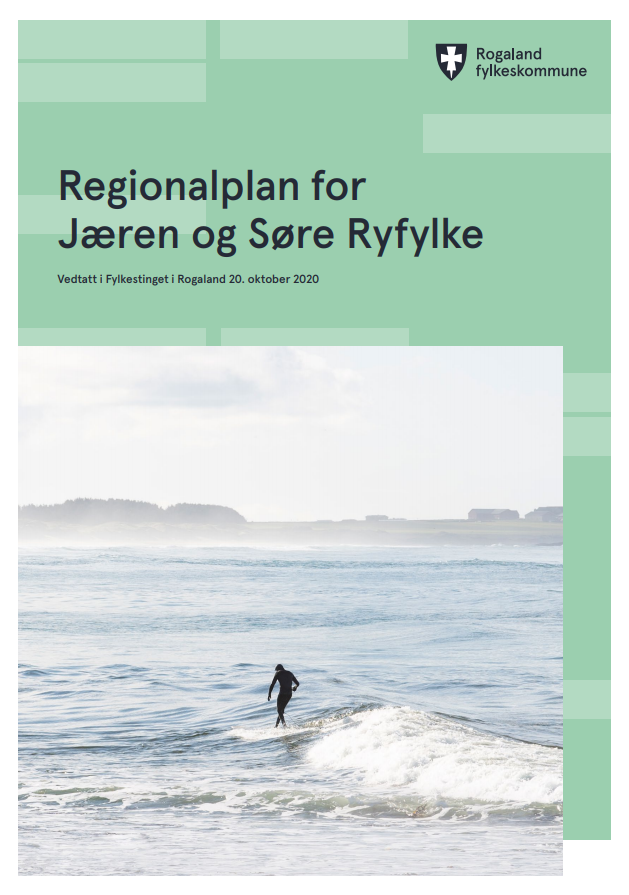 Rogaland
fylkeskommune
Regionalplan for
Jæren og Søre Ryfylke
Vedtatt i Fylkestinget i Rogaland 20. oktober 2020